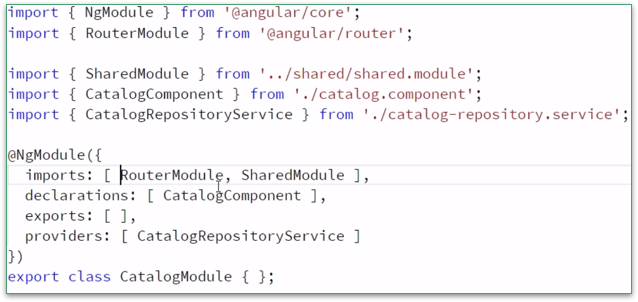 import { NgModule } from '@angular/core';
import { RouterModule } from '@angular/router';
import { SharedModule } from '../shared/shared.module';
import { CatalogComponent } from './catalog.component';
import { CatalogRepositoryService } from './catalog-repository.service';
@NgModule({
imports: [ RouterModule, SharedModule ],
declarations: [ CatalogComponent ],
exports: [ ],
providers: [ CatalogRepositoryService ]
})
export class CatalogModule { };